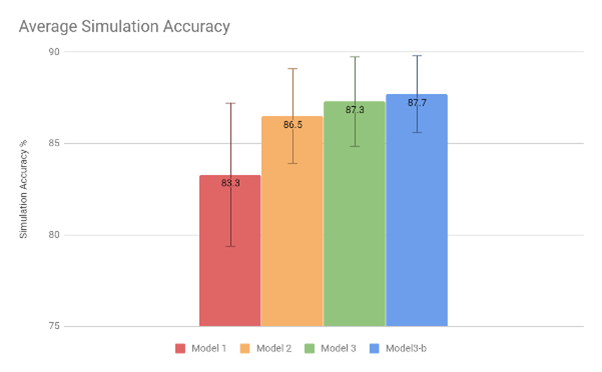 Average Simulation Accuracy
90
85
80
75
Simulation Accuracy %
83.3
86.5
87.3
87.7
Model 1 Model 2 Model 3 Model3-b